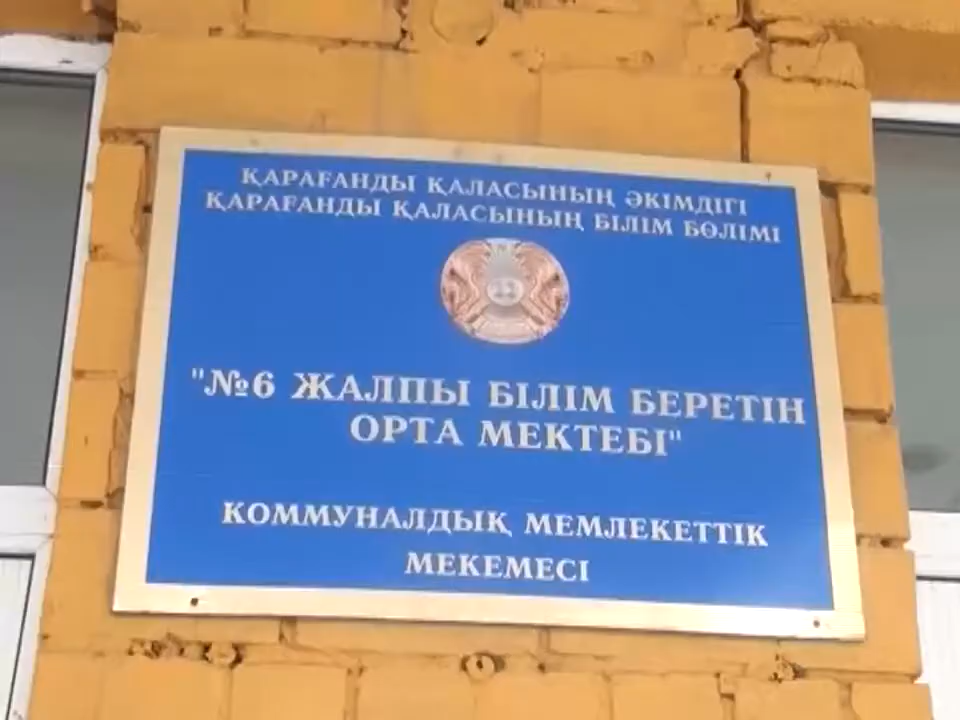 ҚАРАҒАНДЫ ҚАЛАСЫНЫҢ ӘКІМДІГІ
ҚАРАҒАНДЫ ҚАЛАСЫНЫҢ БІЛІМ БӨЛІМІ
"№6 ЖАЛПЫ БІЛІМ БЕРЕТІН
ОРТА МЕКТЕБІ"
КОММУНАЛДЫҚ МЕМЛЕКЕТТІК
МЕКЕМЕСІ